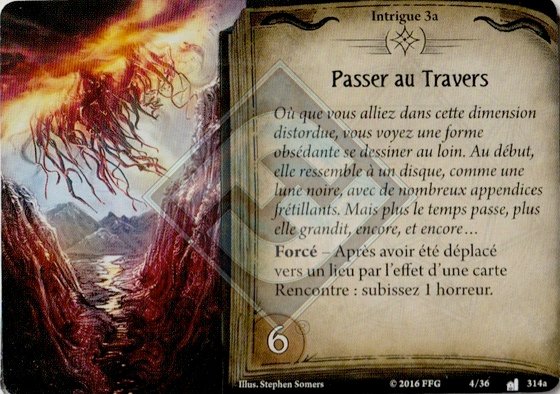 Intrigue 3a
Passer au Travers
Où que vous alliez dans cette dimension
distordue, vous voyez une forme
obsédante se dessiner au loin. Au début,
elle ressemble à un disque, comme une
lune noire, avec de nombreux appendices
frétillants. Mais plus le temps passe, plus
elle grandit, encore, et encore…
Forcé – Après avoir été déplacé
vers un lieu par l'effet d'une carte
Rencontre : subissez 1 horreur.
6
Illus. Stephen Somers © 2016 FFG 4/36 314a